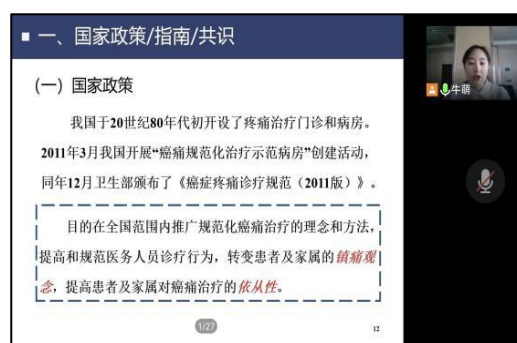 ■ 一、国家政策/指南/共识
(一) 国家政策
我国于20世纪80年代初开设了疼痛治疗门诊和病房。
2011年3月我国开展“癌痛规范化治疗示范病房”创建活动，
同年12月卫生部颁布了《癌症疼痛诊疗规范（2011版）》。
目的在全国范围内推广规范化癌痛治疗的理念和方法，
提高和规范医务人员诊疗行为，转变患者及家属的镇痛观
念，提高患者及家属对癌痛治疗的依从性。
1/27
12
牛萌